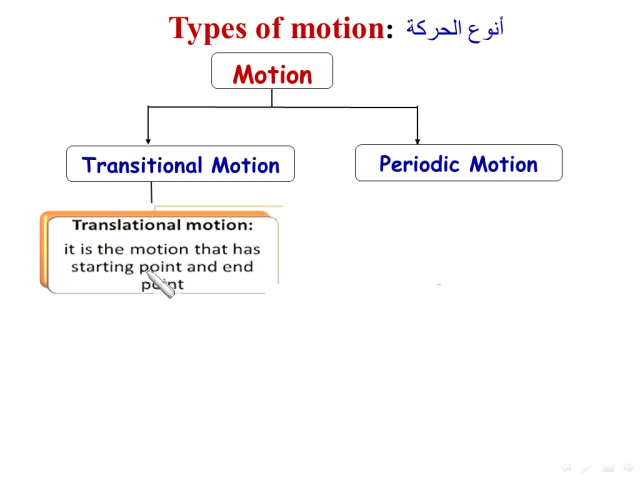 Types of motion: أنوع الحركة
Motion
Transitional Motion
Periodic Motion
Translational motion:
it is the motion that has
starting point and end
point